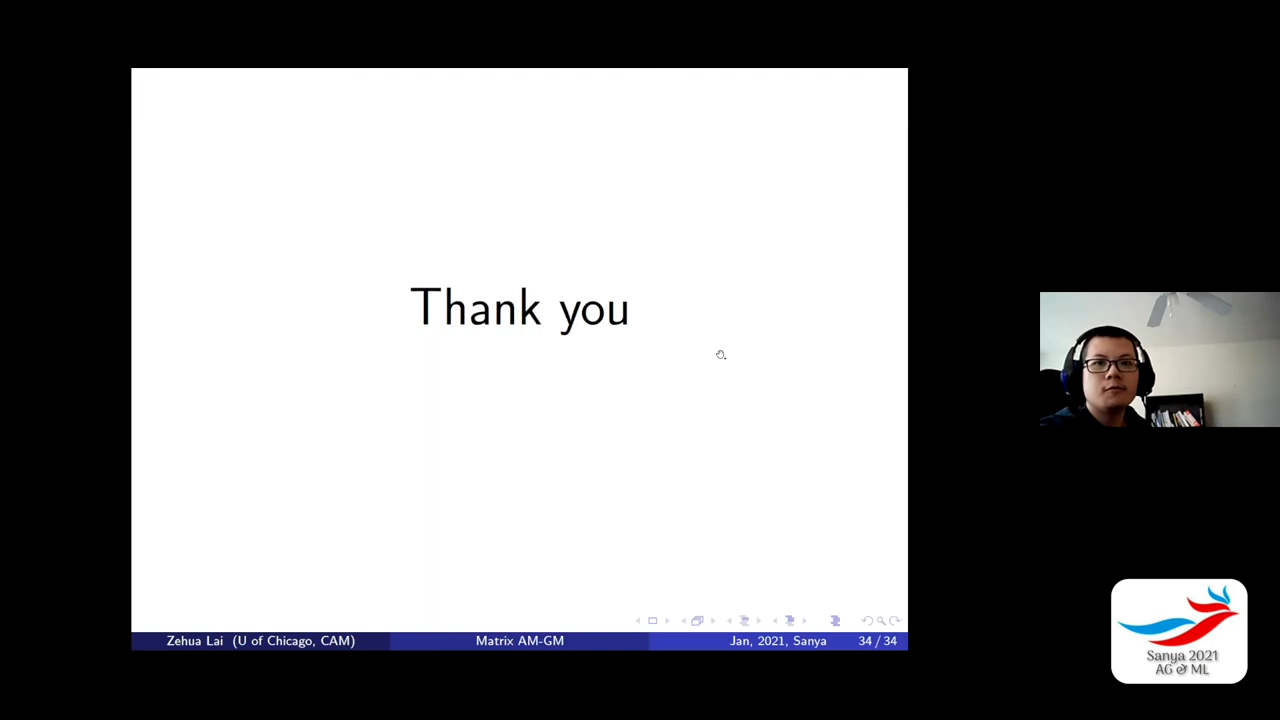 Thank you
Zehua Lai (U of Chicago, CAM) Matrix AM-GM Jan, 2021, Sanya 34 / 34
Sanya 2021
AG & ML